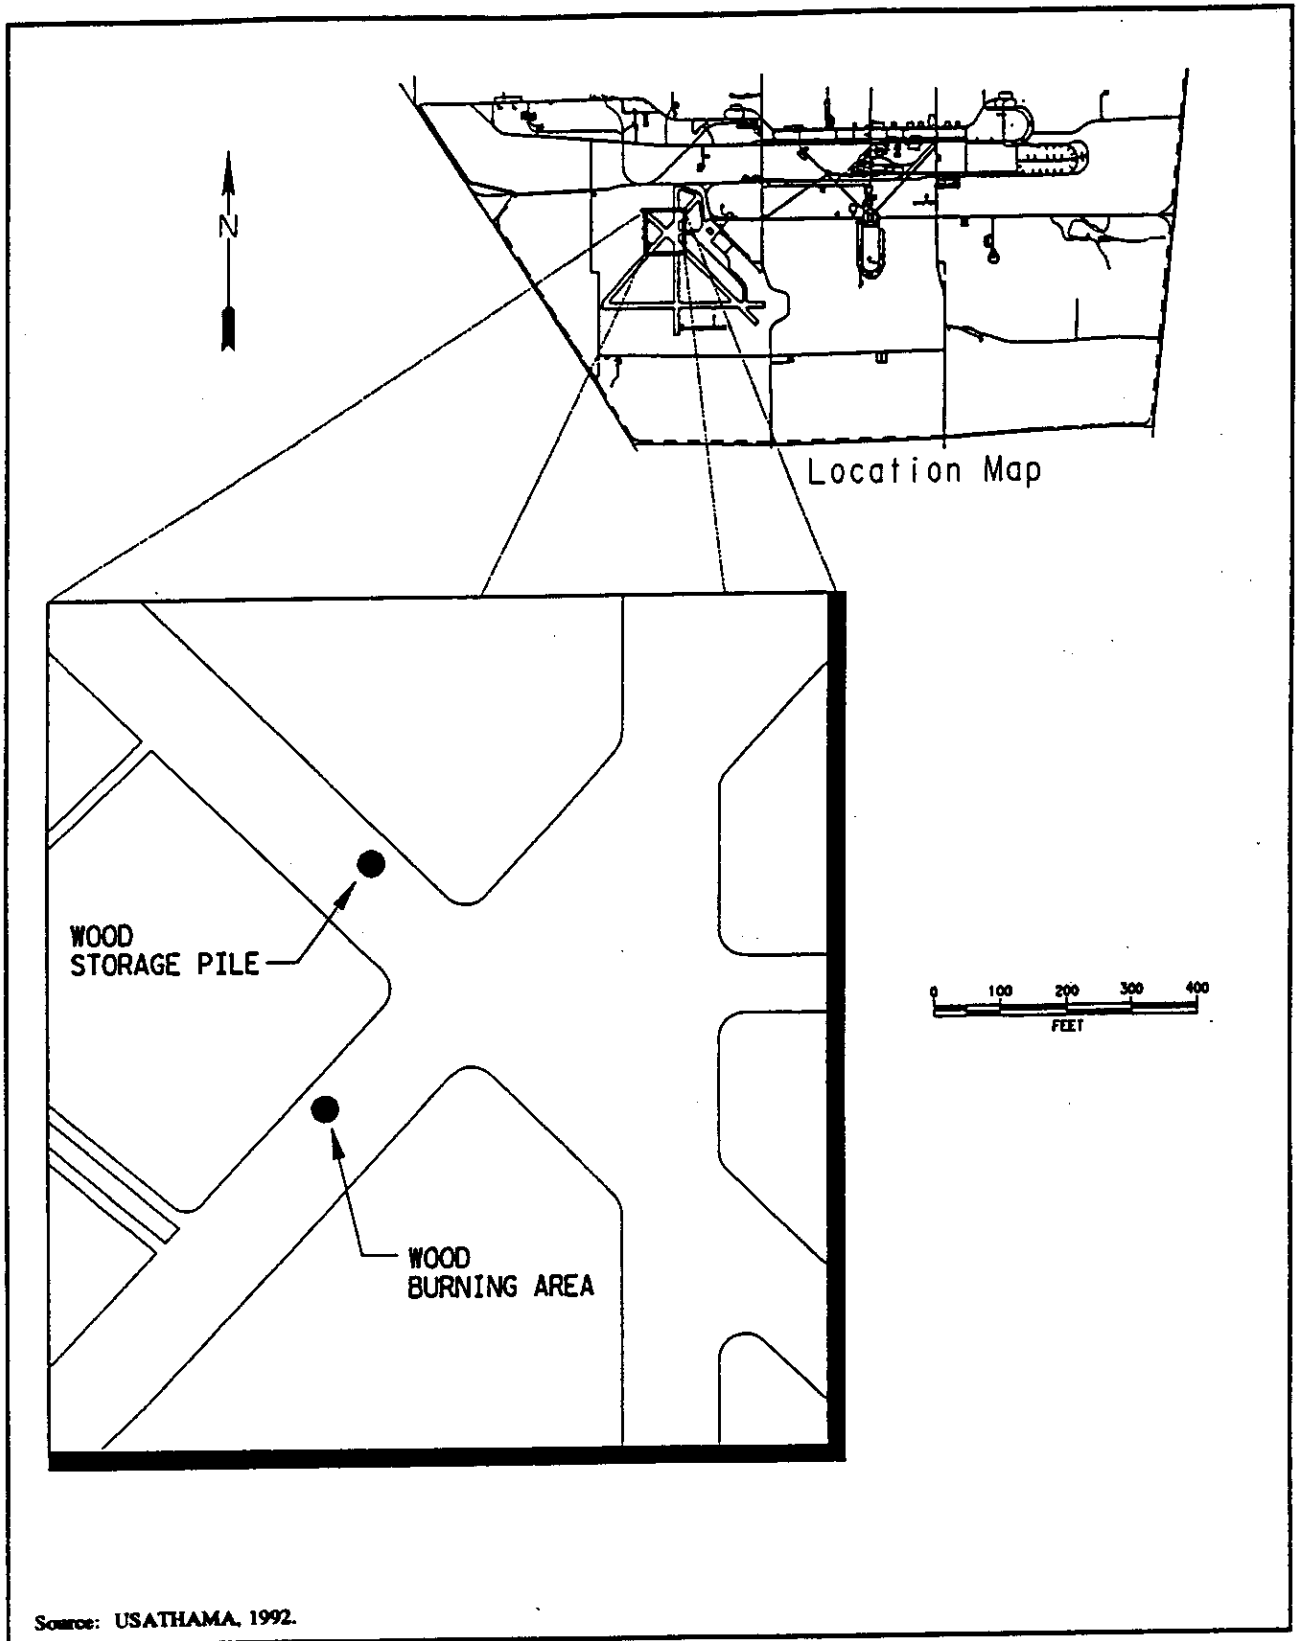 N
Location Map
WOOD
STORAGE PILE
0 100 200 300 400
FEET
WOOD
BURNING AREA
Source: USATHAMA, 1992.